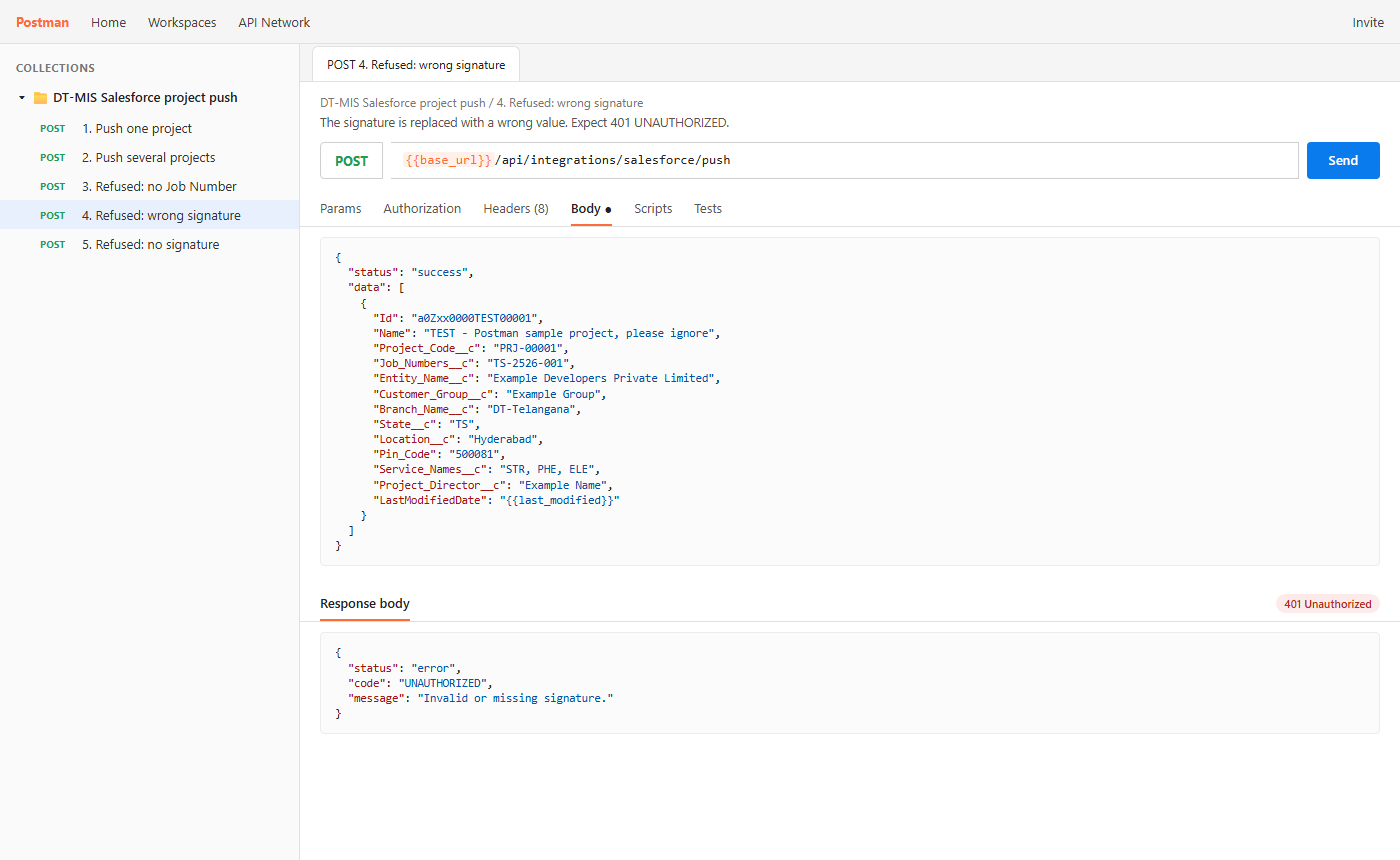 Postman Home Workspaces API Network Invite
COLLECTIONS
DT-MIS Salesforce project push
POST 1. Push one project
POST 2. Push several projects
POST 3. Refused: no Job Number
POST 4. Refused: wrong signature
POST 5. Refused: no signature
POST 4. Refused: wrong signature
DT-MIS Salesforce project push / 4. Refused: wrong signature
The signature is replaced with a wrong value. Expect 401 UNAUTHORIZED.
POST {{base_url}}/api/integrations/salesforce/push Send
Params Authorization Headers (8) Body ● Scripts Tests
{
  "status": "success",
  "data": [
    {
      "Id": "a0Zxx0000TEST00001",
      "Name": "TEST - Postman sample project, please ignore",
      "Project_Code__c": "PRJ-00001",
      "Job_Numbers__c": "TS-2526-001",
      "Entity_Name__c": "Example Developers Private Limited",
      "Customer_Group__c": "Example Group",
      "Branch_Name__c": "DT-Telangana",
      "State__c": "TS",
      "Location__c": "Hyderabad",
      "Pin_Code": "500081",
      "Service_Names__c": "STR, PHE, ELE",
      "Project_Director__c": "Example Name",
      "LastModifiedDate": "{{last_modified}}"
    }
  ]
}
Response body 401 Unauthorized
{
  "status": "error",
  "code": "UNAUTHORIZED",
  "message": "Invalid or missing signature."
}